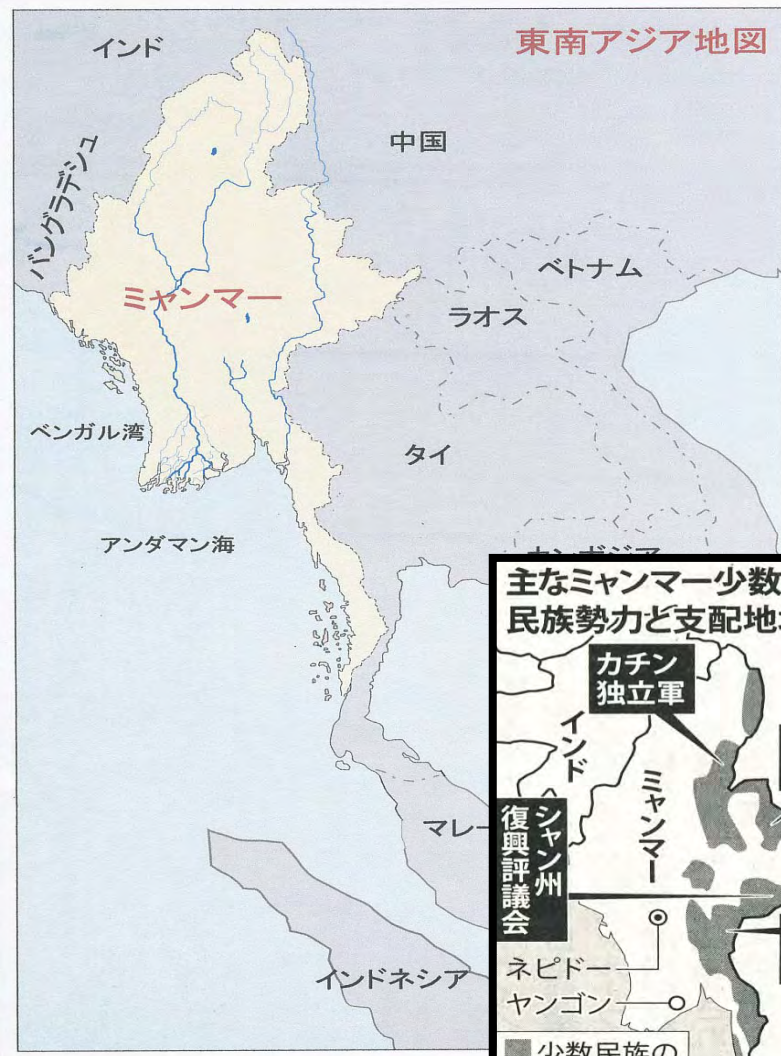 東南アジア地図
インド
中国
バングラデシュ
ベトナム
ミャンマー
ラオス
ベンガル湾
タイ
アンダマン海
マレー
インドネシア
主なミャンマー少数
民族勢力と支配地
カチン
独立軍
インド
ミャンマー
シャン州
復興評議会
ネピドー
ヤンゴン
少数民族の